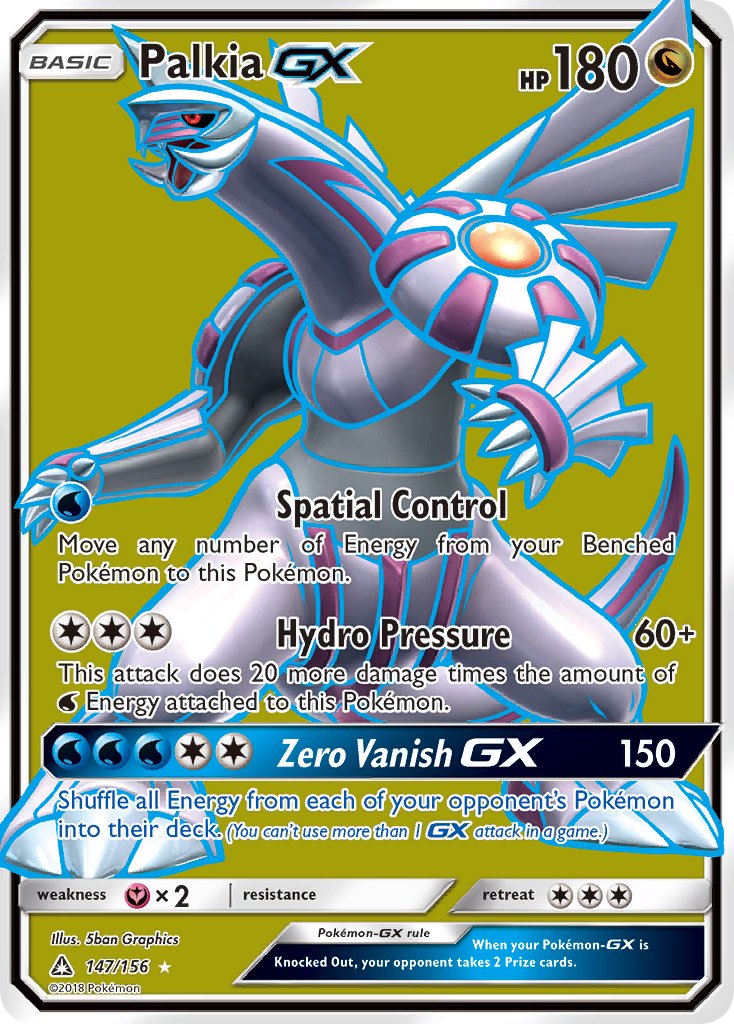 BASIC Palkia GX HP 180
Spatial Control
Move any number of Energy from your Benched
Pokémon to this Pokémon.
Hydro Pressure 60+
This attack does 20 more damage times the amount of
Energy attached to this Pokémon.
Zero Vanish GX 150
Shuffle all Energy from each of your opponent's Pokémon
into their deck. (You can't use more than 1 GX attack in a game.)
weakness × 2 resistance retreat
Illus. 5ban Graphics
147/156
©2018 Pokémon
Pokémon-GX rule
When your Pokémon-GX is
Knocked Out, your opponent takes 2 Prize cards.